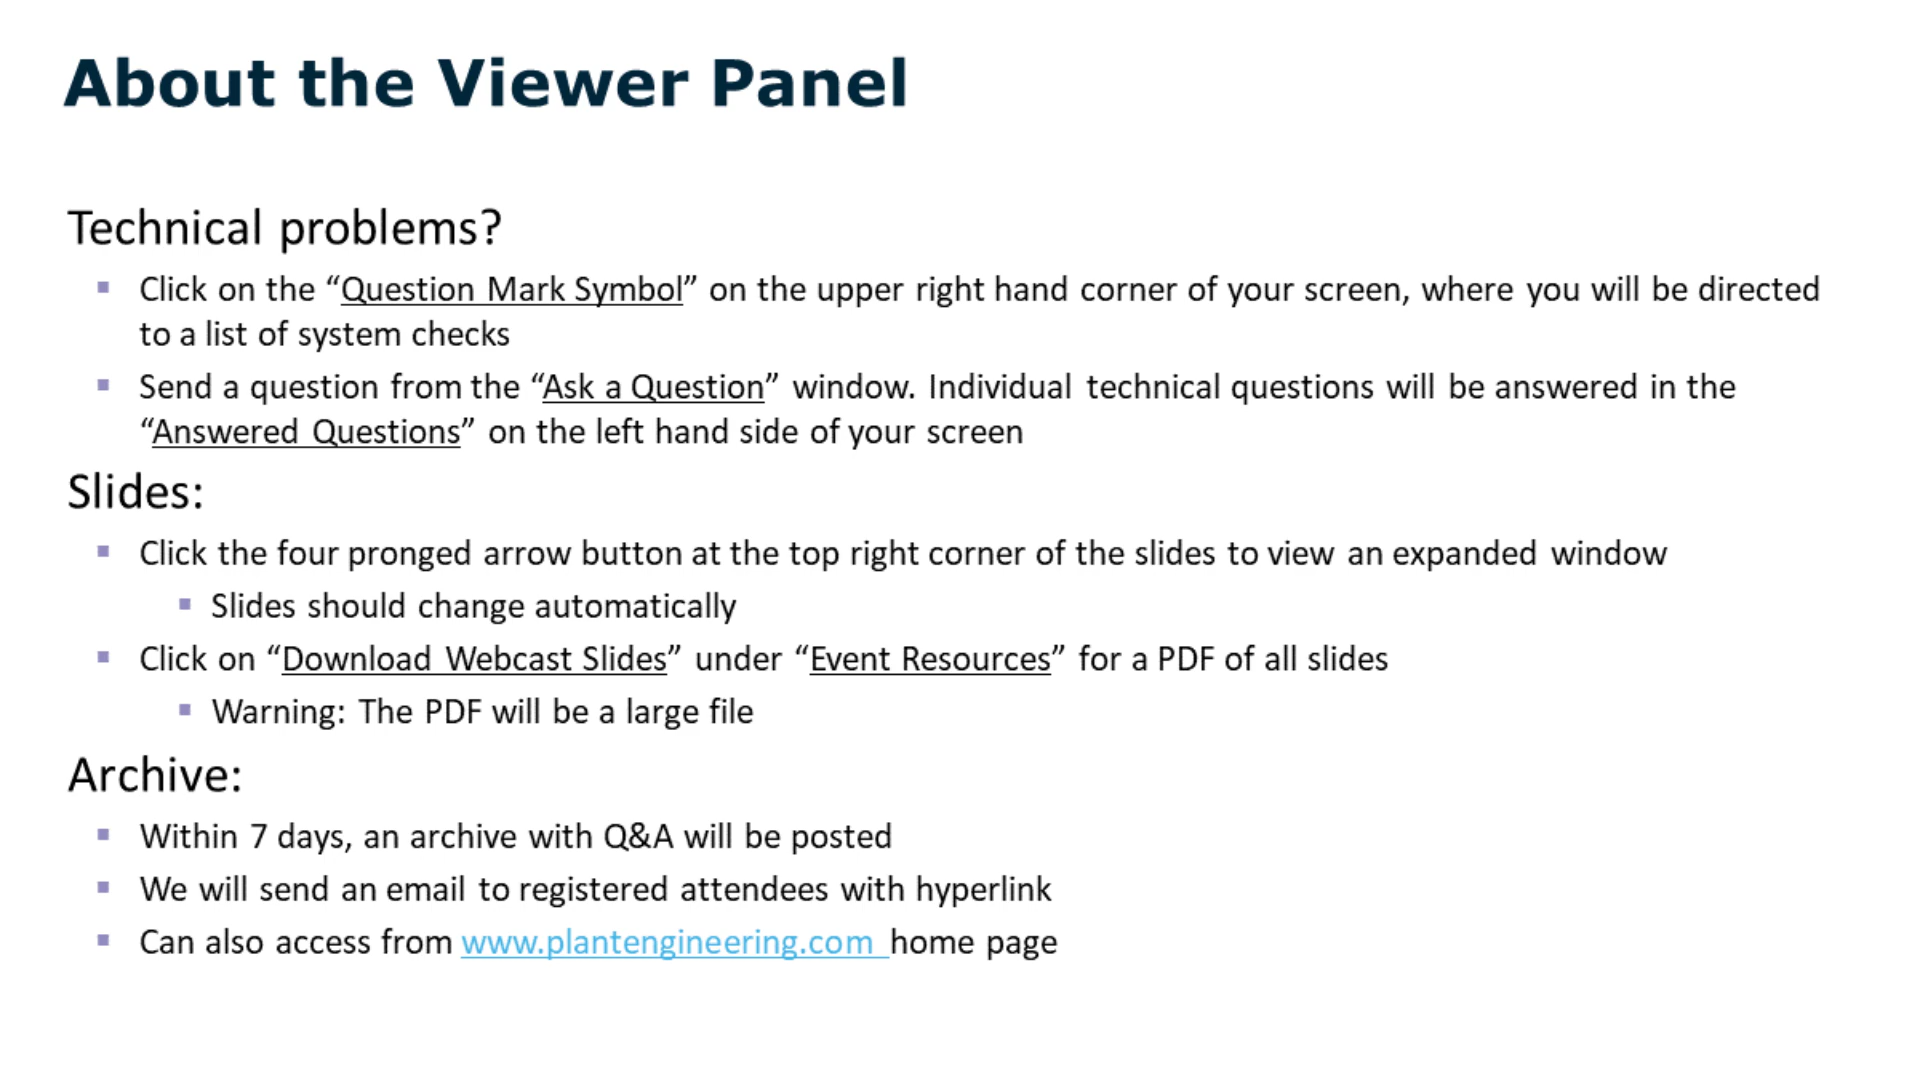 About the Viewer Panel
Technical problems?
▪ Click on the “Question Mark Symbol” on the upper right hand corner of your screen, where you will be directed
to a list of system checks
▪ Send a question from the “Ask a Question” window. Individual technical questions will be answered in the
“Answered Questions” on the left hand side of your screen
Slides:
▪ Click the four pronged arrow button at the top right corner of the slides to view an expanded window
▪ Slides should change automatically
▪ Click on “Download Webcast Slides” under “Event Resources” for a PDF of all slides
▪ Warning: The PDF will be a large file
Archive:
▪ Within 7 days, an archive with Q&A will be posted
▪ We will send an email to registered attendees with hyperlink
▪ Can also access from www.plantengineering.com home page